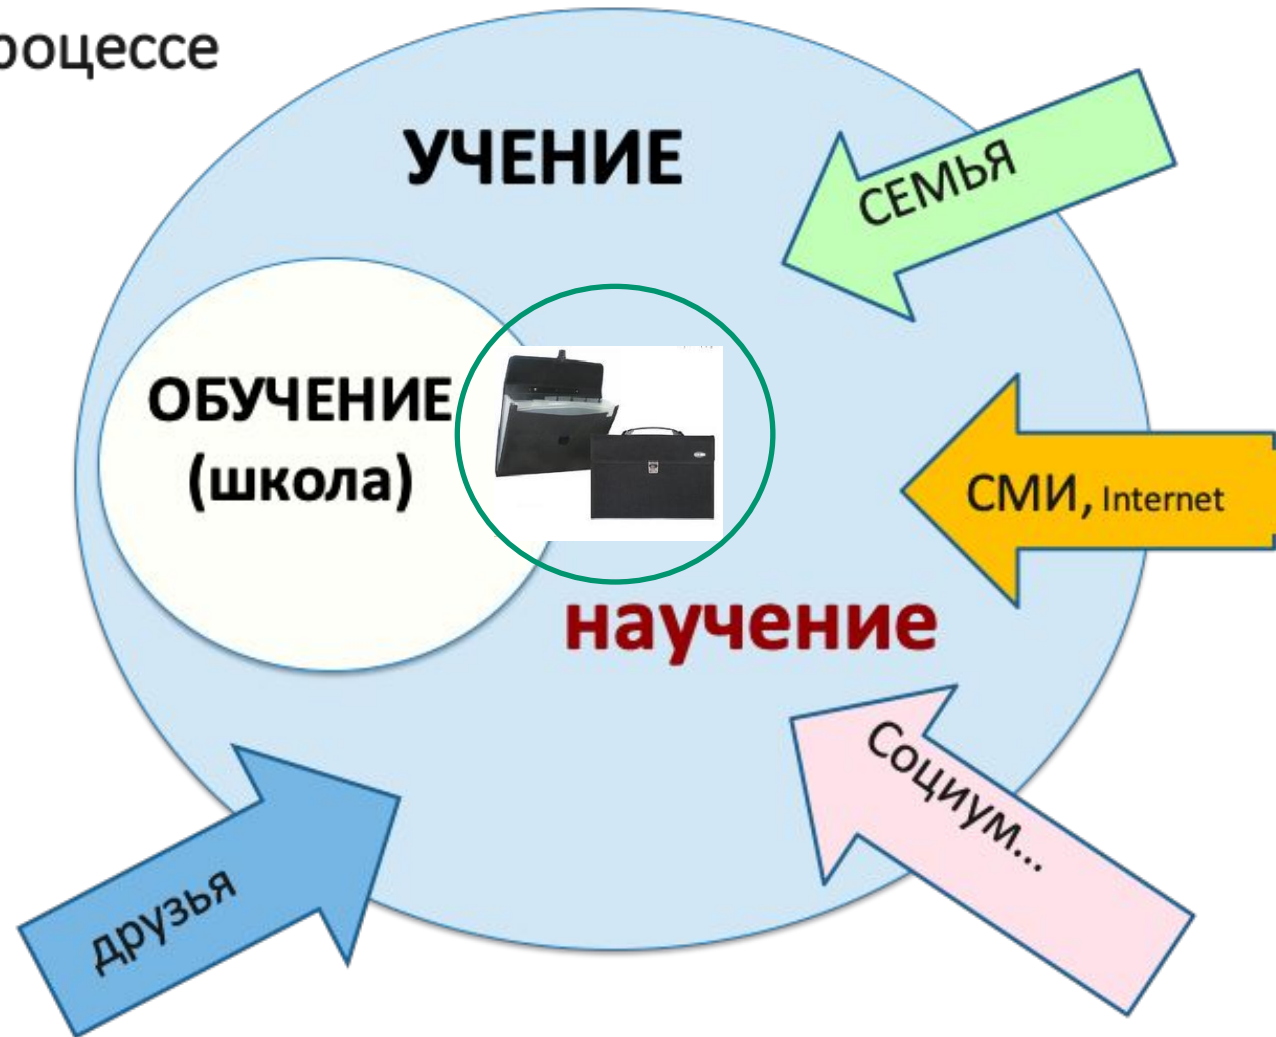 роцессе
УЧЕНИЕ
СЕМЬЯ
ОБУЧЕНИЕ
(школа)
СМИ, Internet
научение
Социум...
друзья